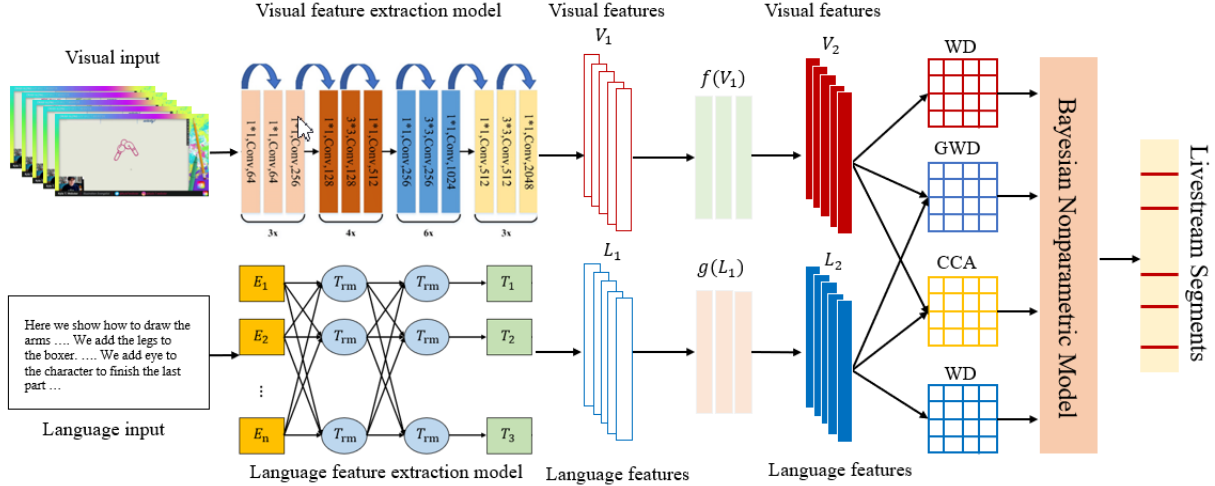 Visual feature extraction model
Visual features
Visual features
Visual input
V1
V2
WD
f(V1)
1*1,Conv,64
1*1,Conv,64
1*1,Conv,256
1*1,Conv,128
3*3,Conv,128
1*1,Conv,512
1*1,Conv,256
3*3,Conv,256
1*1,Conv,1024
1*1,Conv,512
3*3,Conv,512
1*1,Conv,2048
3x
4x
6x
3x
GWD
CCA
WD
Bayesian Nonparametric Model
Livestream Segments
E1
Trm
Trm
T1
E2
Trm
Trm
T2
⋮
⋮
En
Trm
Trm
T3
L1
g(L1)
L2
Here we show how to draw the
arms .... We add the legs to
the boxer. .... We add eye to
the character to finish the last
part ...
Language input
Language feature extraction model
Language features
Language features